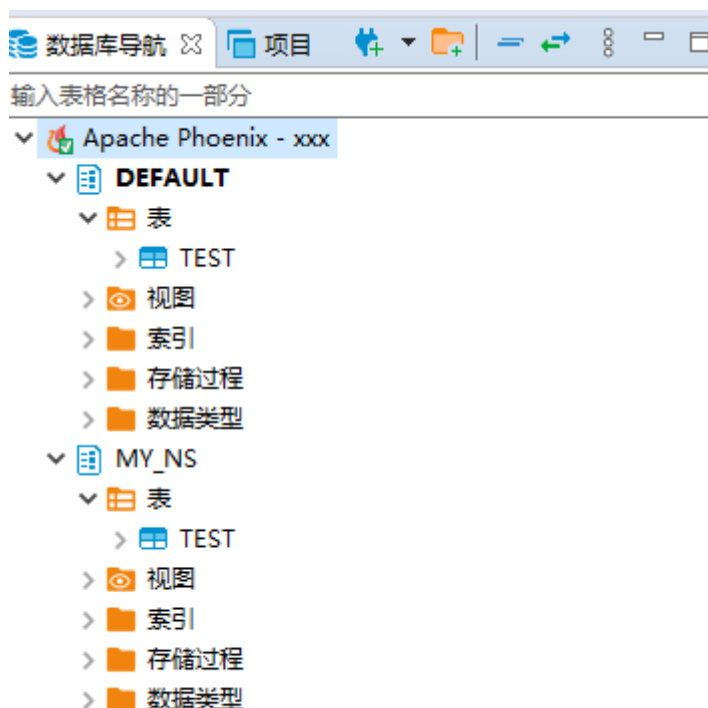 数据库导航 项目
输入表格名称的一部分
Apache Phoenix - xxx
DEFAULT
表
TEST
视图
索引
存储过程
数据类型
MY_NS
表
TEST
视图
索引
存储过程
数据类型